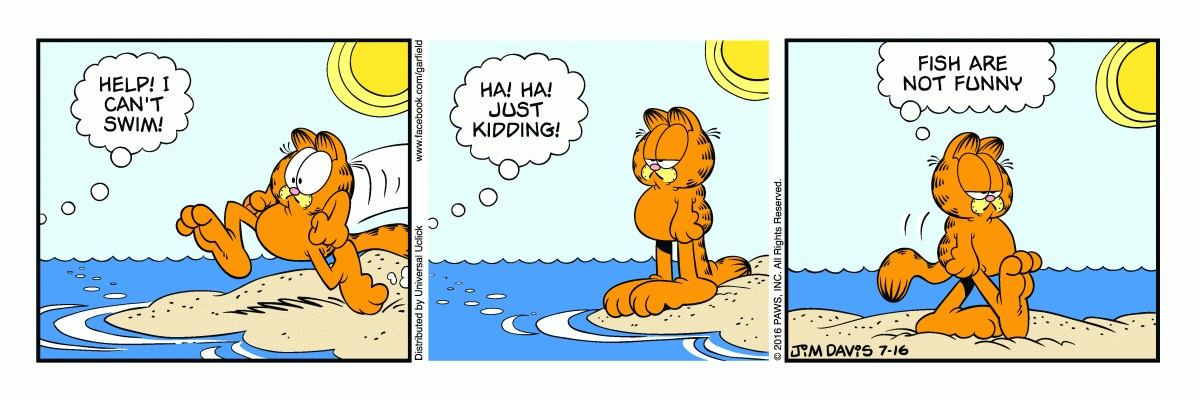 HELP! I
CAN'T
SWIM!
www.facebook.com/garfield
Distributed by Universal Uclick
HA! HA!
JUST
KIDDING!
© 2016 PAWS, INC. All Rights Reserved.
FISH ARE
NOT FUNNY
JIM DAVIS 7-16